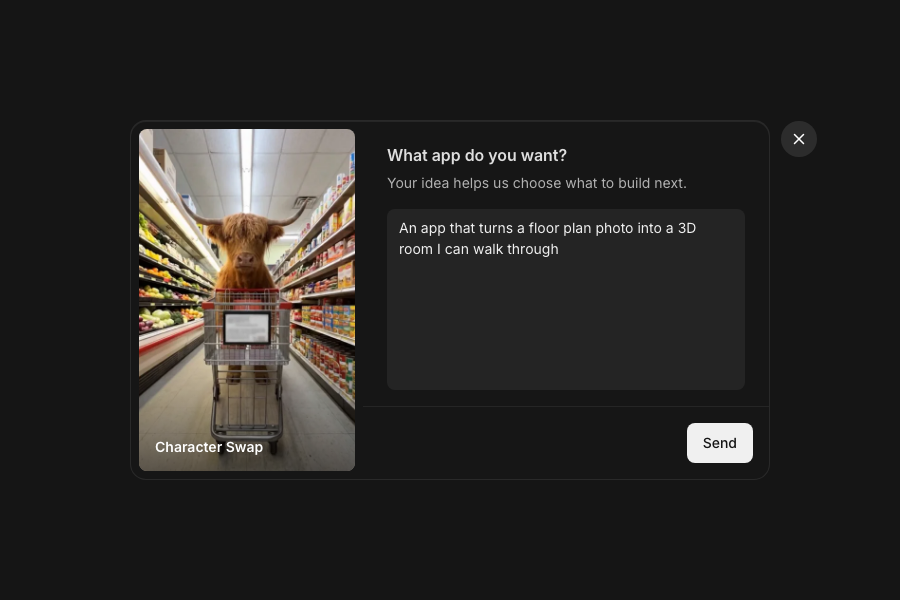 What app do you want?
Your idea helps us choose what to build next.
An app that turns a floor plan photo into a 3D
room I can walk through
Character Swap
Send